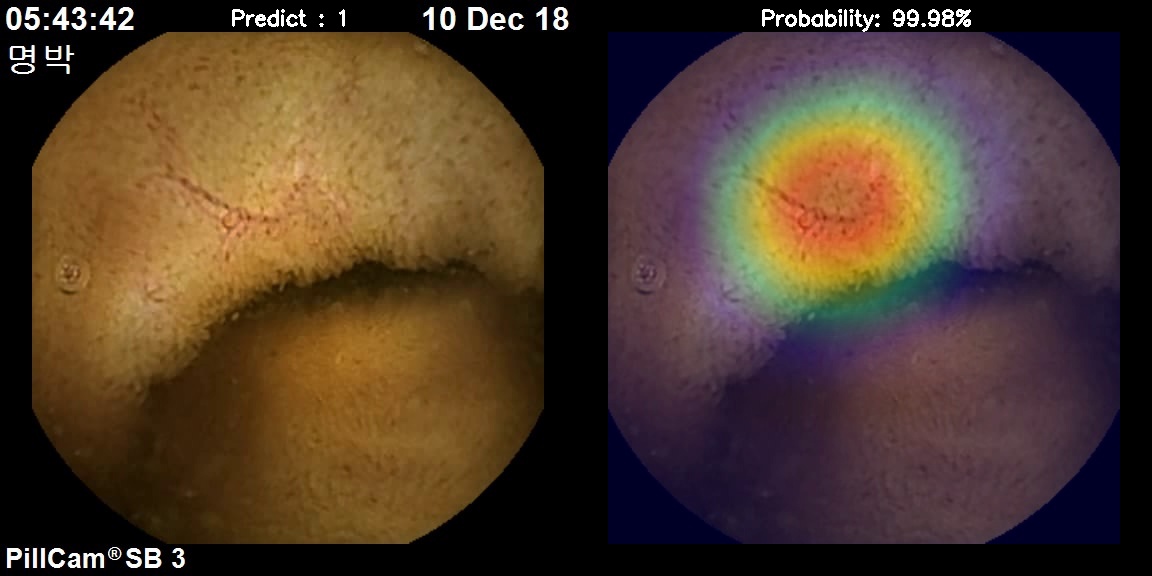 05:43:42
Predict : 1
10 Dec 18
Probability: 99.98%
명박
PillCam® SB 3